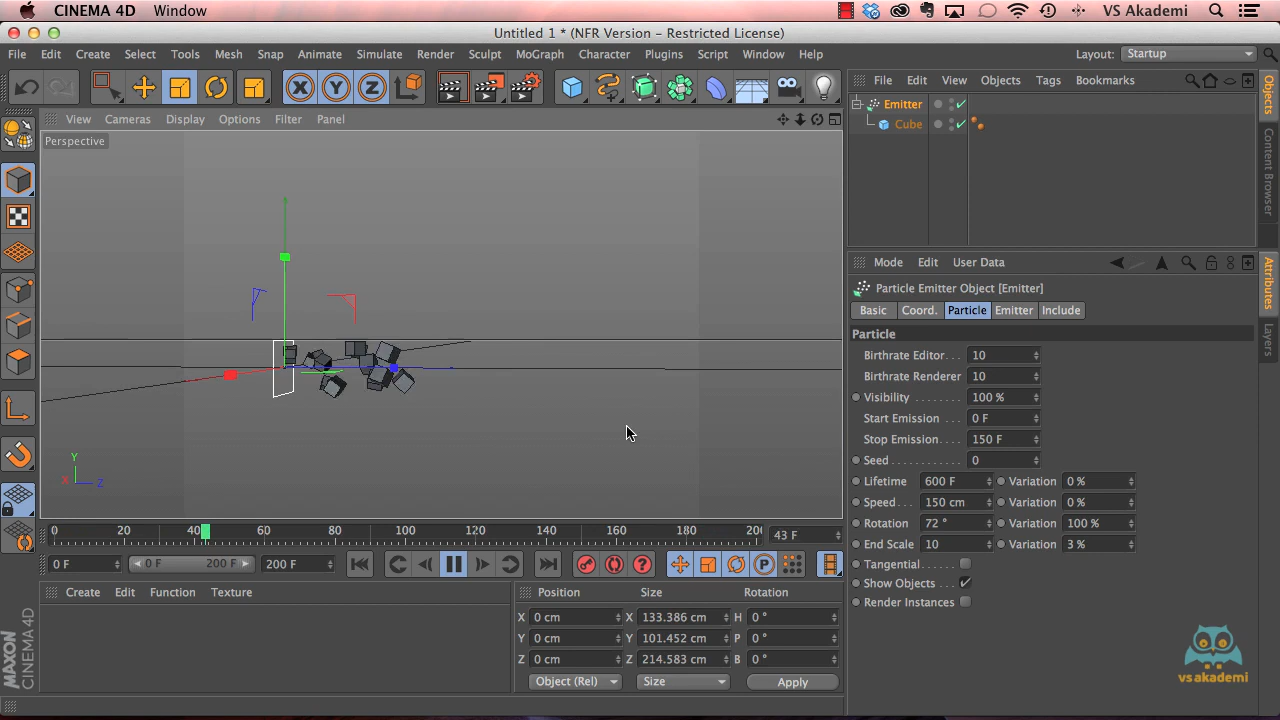 CINEMA 4D Window VS Akademi
Untitled 1 * (NFR Version - Restricted License)
File Edit Create Select Tools Mesh Snap Animate Simulate Render Sculpt MoGraph Character Plugins Script Window Help Layout: Startup
X Y Z
File Edit View Objects Tags Bookmarks
View Cameras Display Options Filter Panel
Perspective
Emitter
Cube
Objects
Content Browser
Layers
Mode Edit User Data
Particle Emitter Object [Emitter]
Basic Coord. Particle Emitter Include
Particle
Birthrate Editor . . . 10
Birthrate Renderer 10
Visibility . . . . . . . . 100 %
Start Emission . . . 0 F
Stop Emission . . . . 150 F
Seed . . . . . . . . . . . 0
Lifetime 600 F Variation 0 %
Speed . . . 150 cm Variation 0 %
Rotation 72 ° Variation 100 %
End Scale 10 Variation 3 %
Tangential . . . . . . .
Show Objects . . .
Render Instances
Attributes
Layers
Y
X Z
0 20 40 60 80 100 120 140 160 180 200 43 F
0 F 0 F 200 F 200 F P
Create Edit Function Texture
Position Size Rotation
X 0 cm X 133.386 cm H 0 °
Y 0 cm Y 101.452 cm P 0 °
Z 0 cm Z 214.583 cm B 0 °
Object (Rel) Size Apply
MAXON
CINEMA 4D
vsakademi